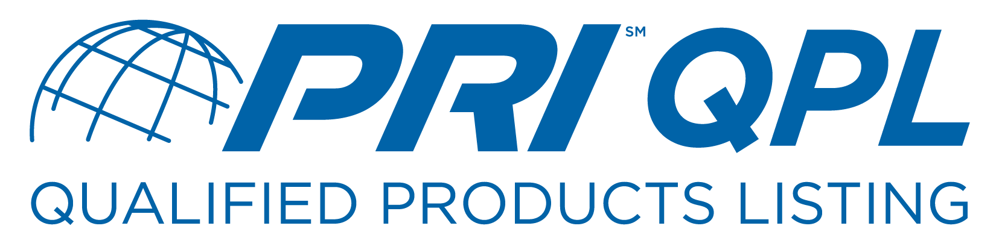 PRI℠ QPL
QUALIFIED PRODUCTS LISTING